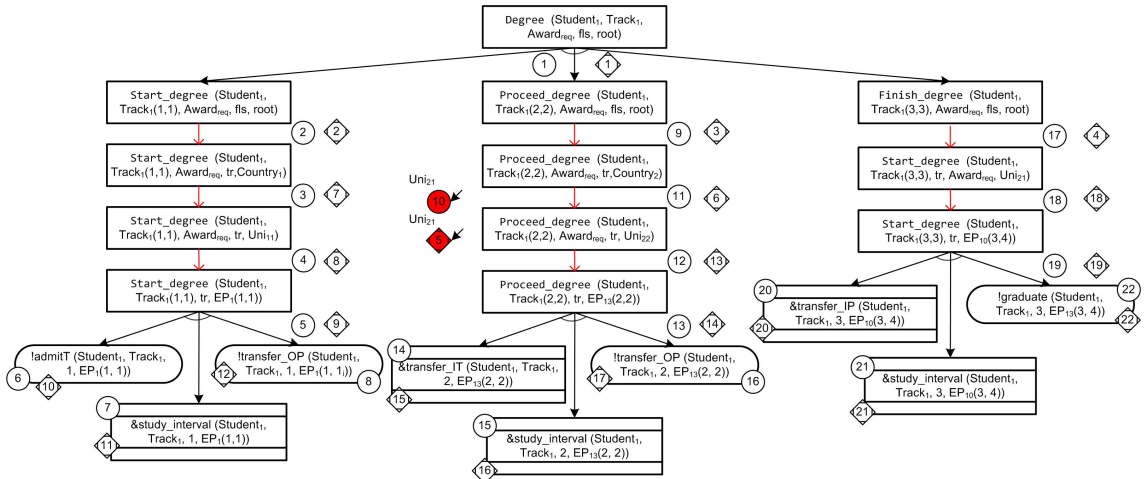 Degree (Student₁, Track₁,
Award_req, fls, root)
1
1
Start_degree (Student₁,
Track₁(1,1), Award_req, fls, root)
Proceed_degree (Student₁,
Track₁(2,2), Award_req, fls, root)
Finish_degree (Student₁,
Track₁(3,3), Award_req, fls, root)
2
2
9
3
17
4
Start_degree (Student₁,
Track₁(1,1), Award_req, tr,Country₁)
Proceed_degree (Student₁,
Track₁(2,2), Award_req, tr,Country₂)
Start_degree (Student₁,
Track₁(3,3), tr, Award_req, Uni₂₁)
3
7
Uni₂₁
10
11
6
18
18
Start_degree (Student₁,
Track₁(1,1), Award_req, tr, Uni₁₁)
Uni₂₁
5
Proceed_degree (Student₁,
Track₁(2,2), Award_req, tr, Uni₂₂)
Start_degree (Student₁,
Track₁(3,3), tr, EP₁₀(3,4))
4
8
12
13
19
19
Start_degree (Student₁,
Track₁(1,1), tr, EP₁(1,1))
Proceed_degree (Student₁,
Track₁(2,2), tr, EP₁₃(2,2))
20
&transfer_IP (Student₁,
Track₁, 3, EP₁₀(3, 4))
20
22
!graduate (Student₁,
Track₁, 3, EP₁₃(3, 4))
22
5
9
13
14
!admitT (Student₁, Track₁,
1, EP₁(1, 1))
6
10
!transfer_OP (Student₁,
Track₁, 1, EP₁(1, 1,))
12
8
14
&transfer_IT (Student₁, Track₁,
2, EP₁₃(2, 2))
15
!transfer_OP (Student₁,
Track₁, 2, EP₁₃(2, 2))
17
16
21
&study_interval (Student₁,
Track₁, 3, EP₁₀(3, 4))
21
7
&study_interval (Student₁,
Track₁, 1, EP₁(1,1))
11
15
&study_interval (Student₁,
Track₁, 2, EP₁₃(2, 2))
16